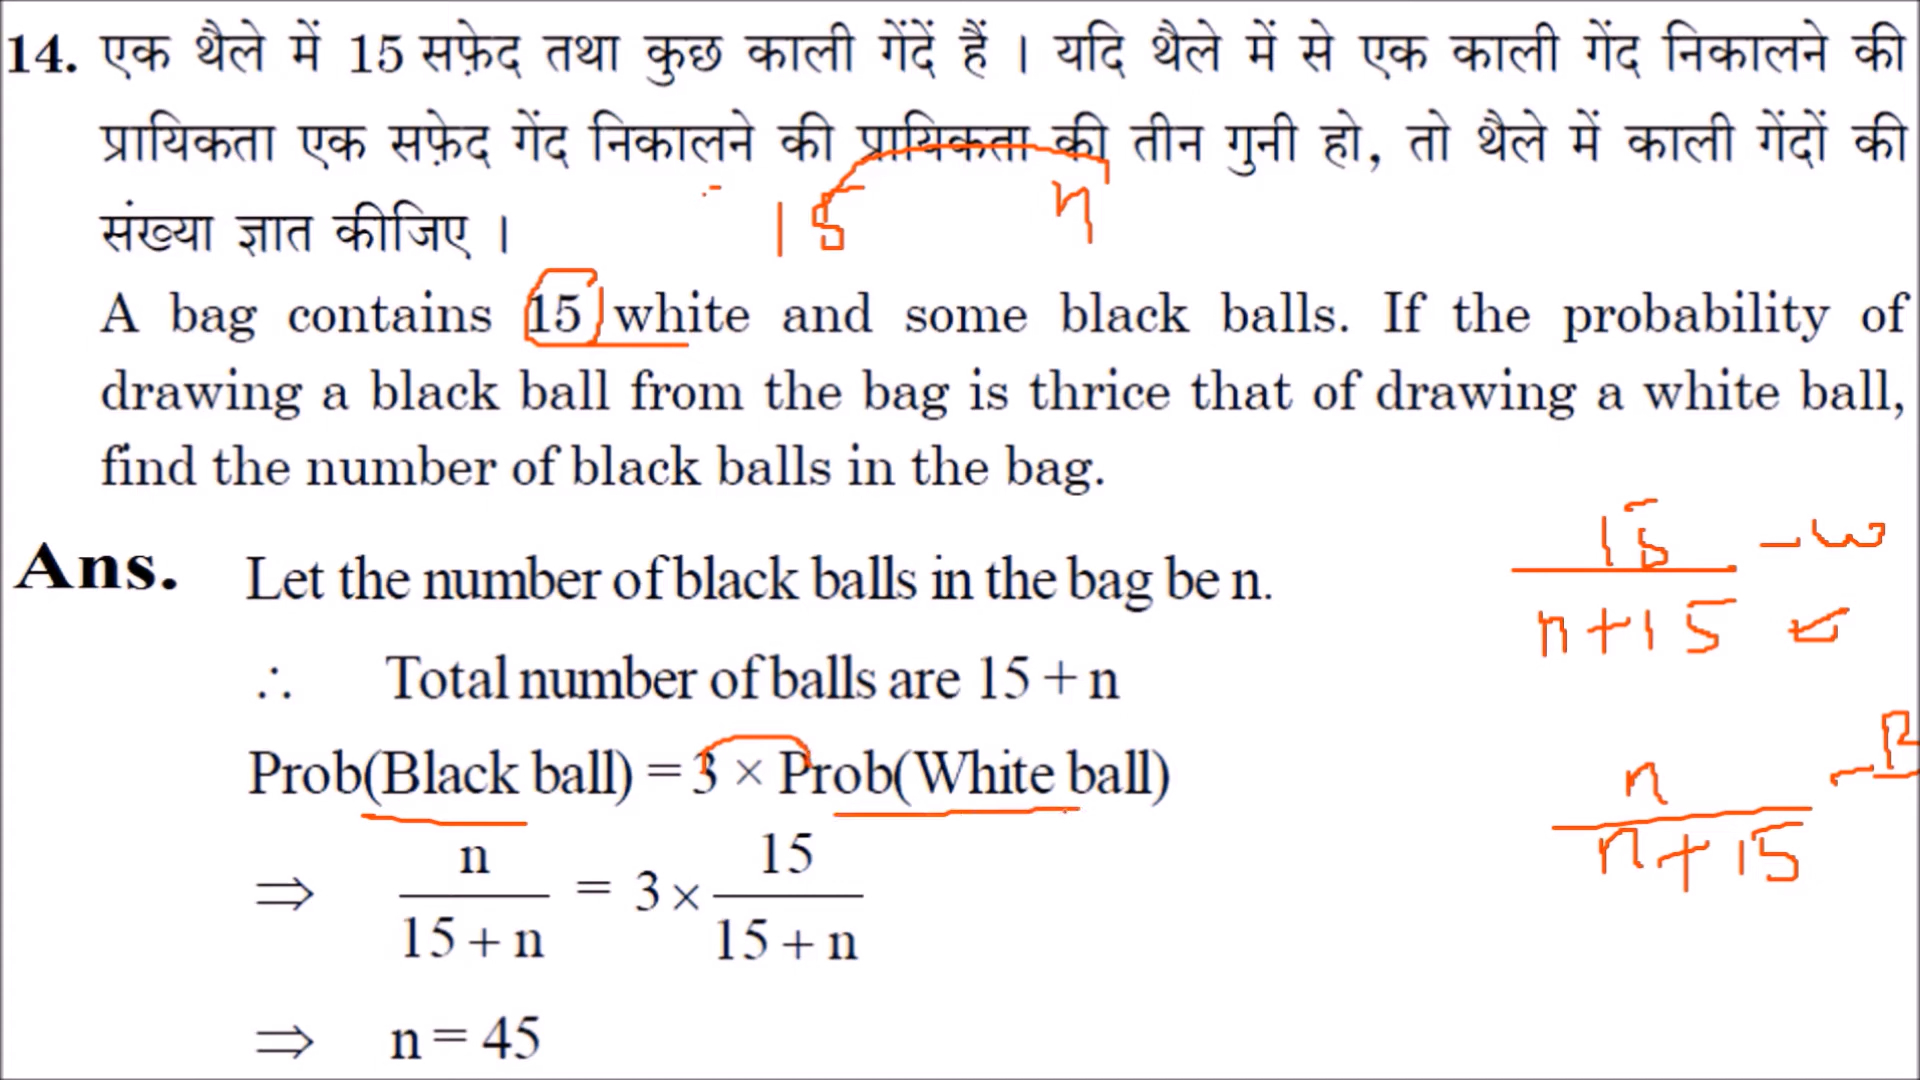 14. एक थैले में 15 सफ़ेद तथा कुछ काली गेंदें हैं । यदि थैले में से एक काली गेंद निकालने की
प्रायिकता एक सफ़ेद गेंद निकालने की प्रायिकता की तीन गुनी हो, तो थैले में काली गेंदों की
संख्या ज्ञात कीजिए ।
15 n
A bag contains 15 white and some black balls. If the probability of
drawing a black ball from the bag is thrice that of drawing a white ball,
find the number of black balls in the bag.
Ans. Let the number of black balls in the bag be n.
15 - W
n+15
∴ Total number of balls are 15 + n
Prob(Black ball) = 3 × Prob(White ball)
n - B
n+15
⇒ n/(15 + n) = 3 × 15/(15 + n)
⇒ n = 45